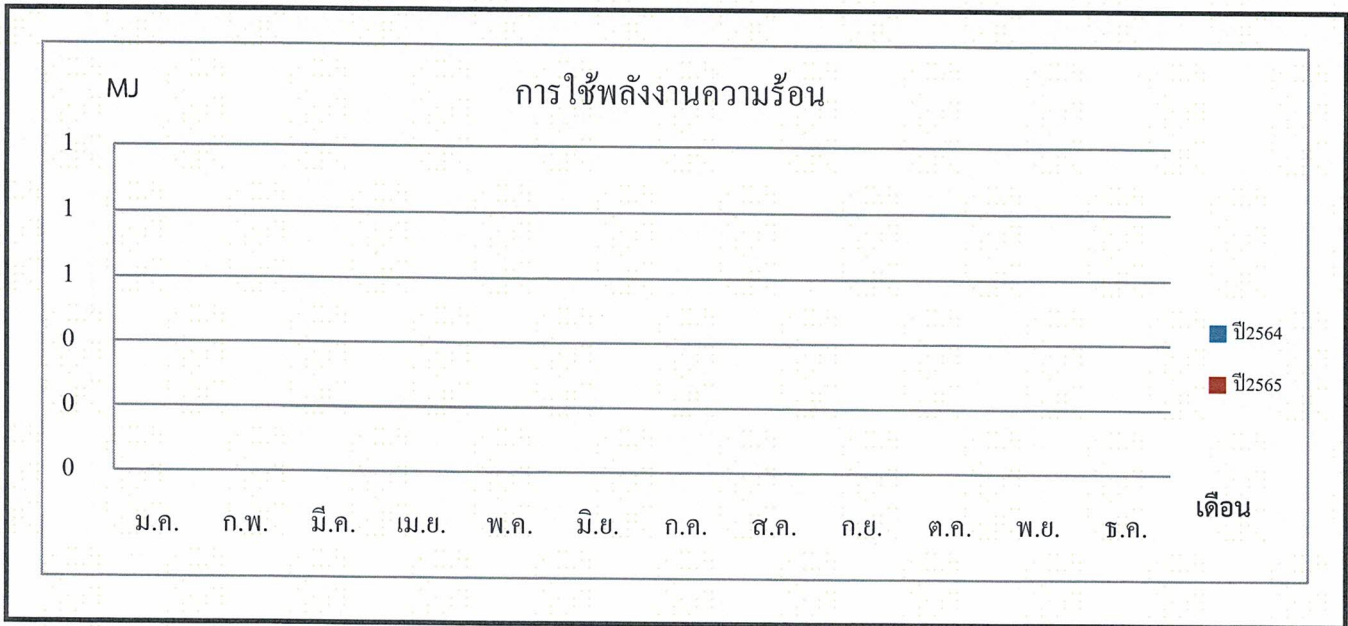 MJ
การใช้พลังงานความร้อน
1
1
1
0
0
0
ปี2564
ปี2565
ม.ค. ก.พ. มี.ค. เม.ย. พ.ค. มิ.ย. ก.ค. ส.ค. ก.ย. ต.ค. พ.ย. ธ.ค.
เดือน